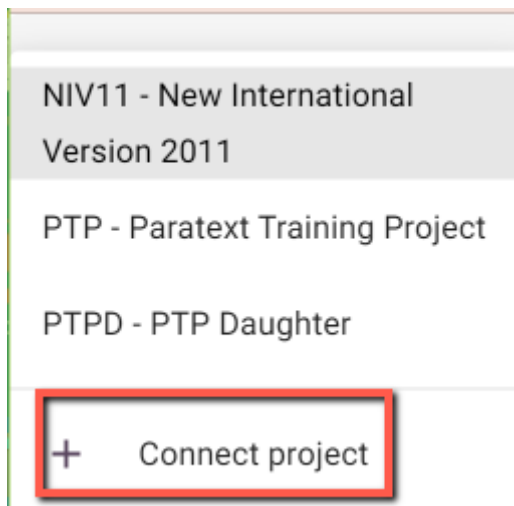 NIV11 - New International
Version 2011
PTP - Paratext Training Project
PTPD - PTP Daughter
+ Connect project